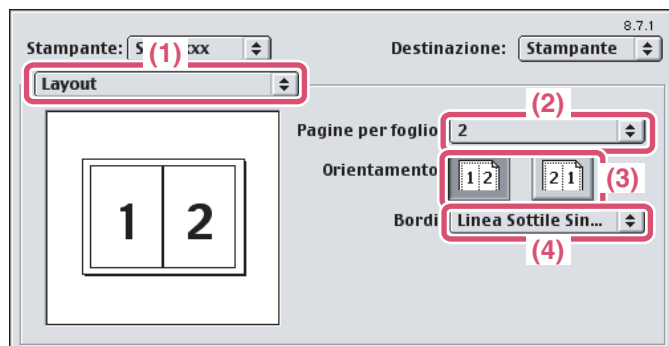 8.7.1
Stampante: S xx (1) Destinazione: Stampante
Layout
(2)
Pagine per foglio 2
Orientamento 1 2 2 1 (3)
Bordi Linea Sottile Sin...
(4)
1 2